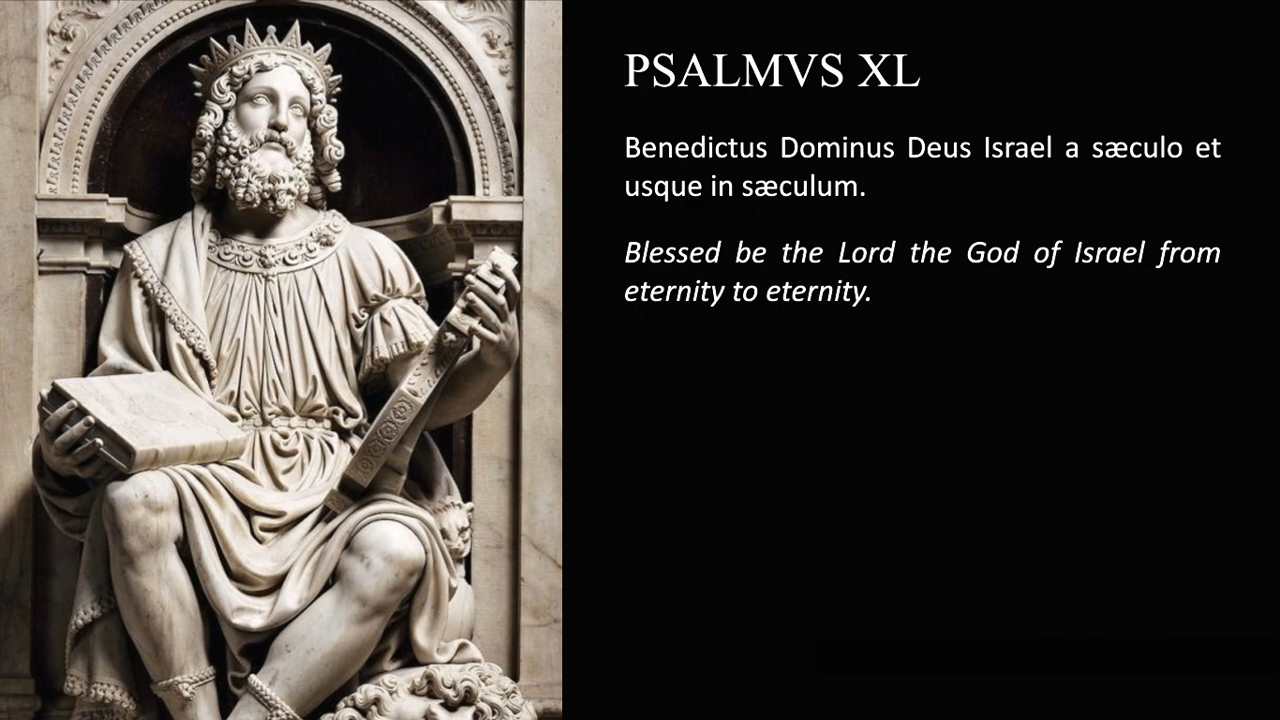 PSALMVS XL
Benedictus Dominus Deus Israel a sæculo et
usque in sæculum.
Blessed be the Lord the God of Israel from
eternity to eternity.